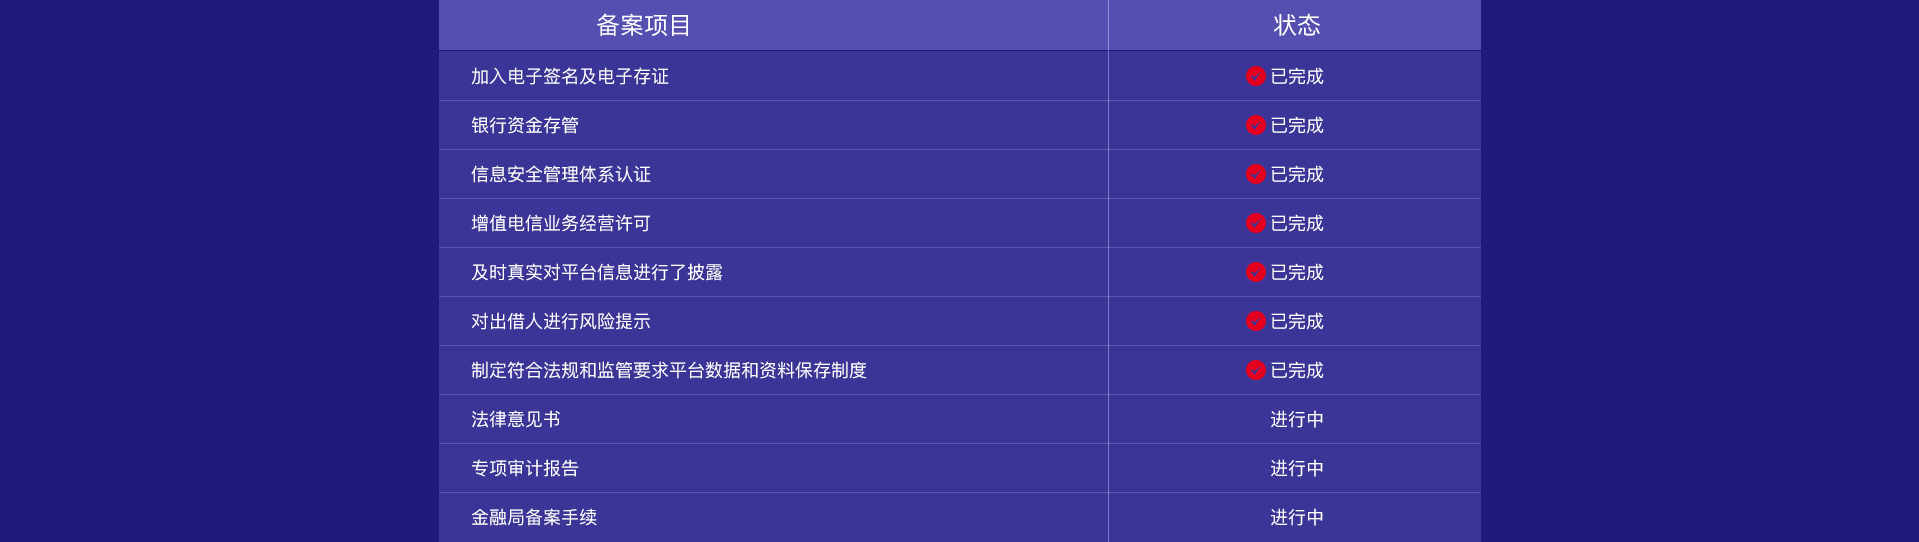 备案项目 状态
加入电子签名及电子存证 已完成
银行资金存管 已完成
信息安全管理体系认证 已完成
增值电信业务经营许可 已完成
及时真实对平台信息进行了披露 已完成
对出借人进行风险提示 已完成
制定符合法规和监管要求平台数据和资料保存制度 已完成
法律意见书 进行中
专项审计报告 进行中
金融局备案手续 进行中